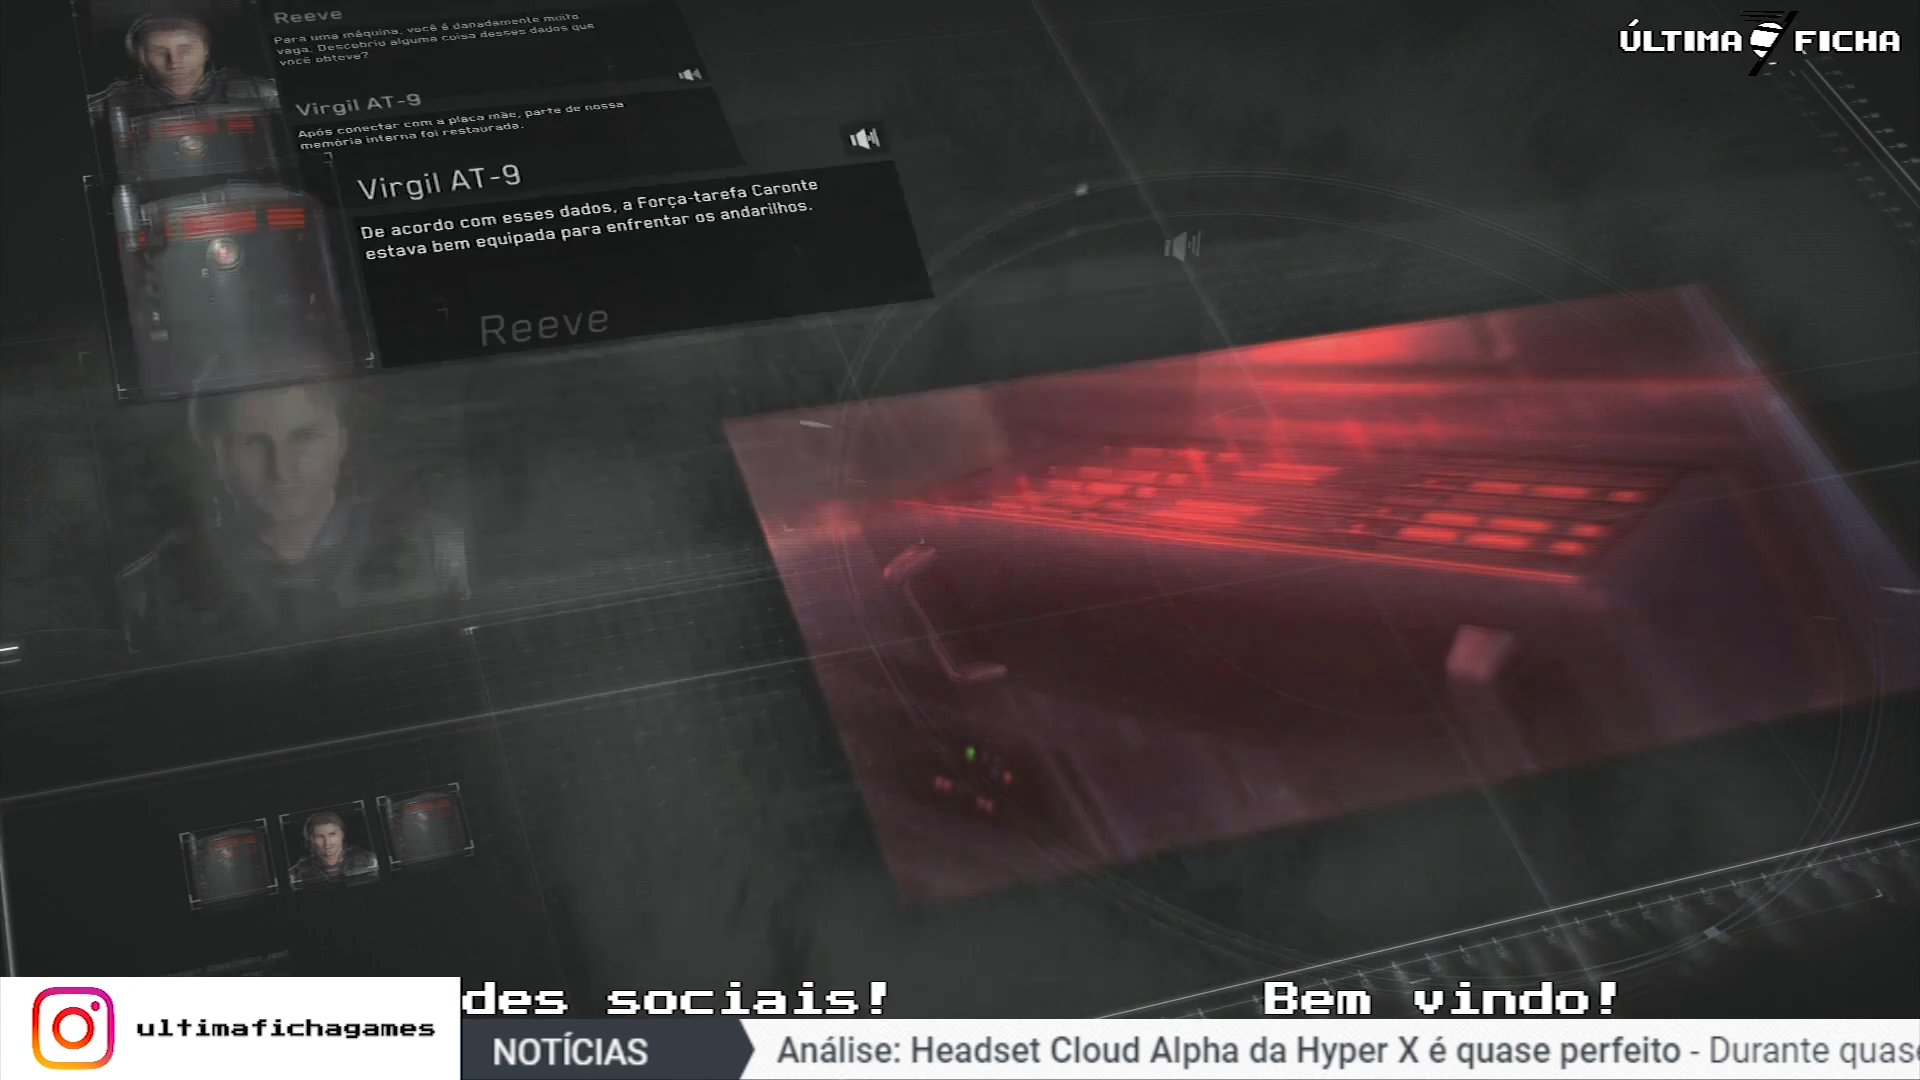 Reeve
Para uma máquina, você é danadamente muito
vaga. Descobriu alguma coisa desses dados que
você obteve?
Virgil AT-9
Após conectar com a placa mãe, parte de nossa
memória interna foi restaurada.
Virgil AT-9
De acordo com esses dados, a Força-tarefa Caronte
estava bem equipada para enfrentar os andarilhos.
Reeve
ÚLTIMA FICHA
des sociais! Bem vindo!
ultimafichagames
NOTÍCIAS
Análise: Headset Cloud Alpha da Hyper X é quase perfeito - Durante quase